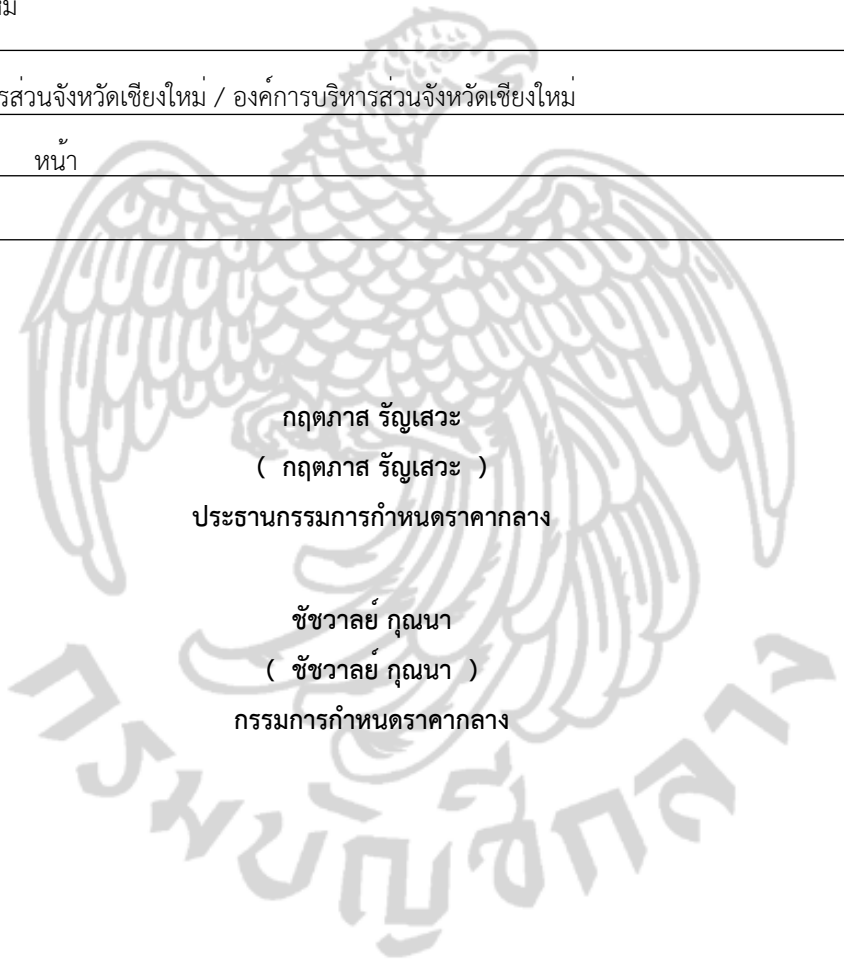 รส่วนจังหวัดเชียงใหม่ / องค์การบริหารส่วนจังหวัดเชียงใหม่
หน้า
กฤตภาส รัญเสวะ
( กฤตภาส รัญเสวะ )
ประธานกรรมการกำหนดราคากลาง
ชัชวาลย์ กุณนา
( ชัชวาลย์ กุณนา )
กรรมการกำหนดราคากลาง
กรมบัญชีกลาง